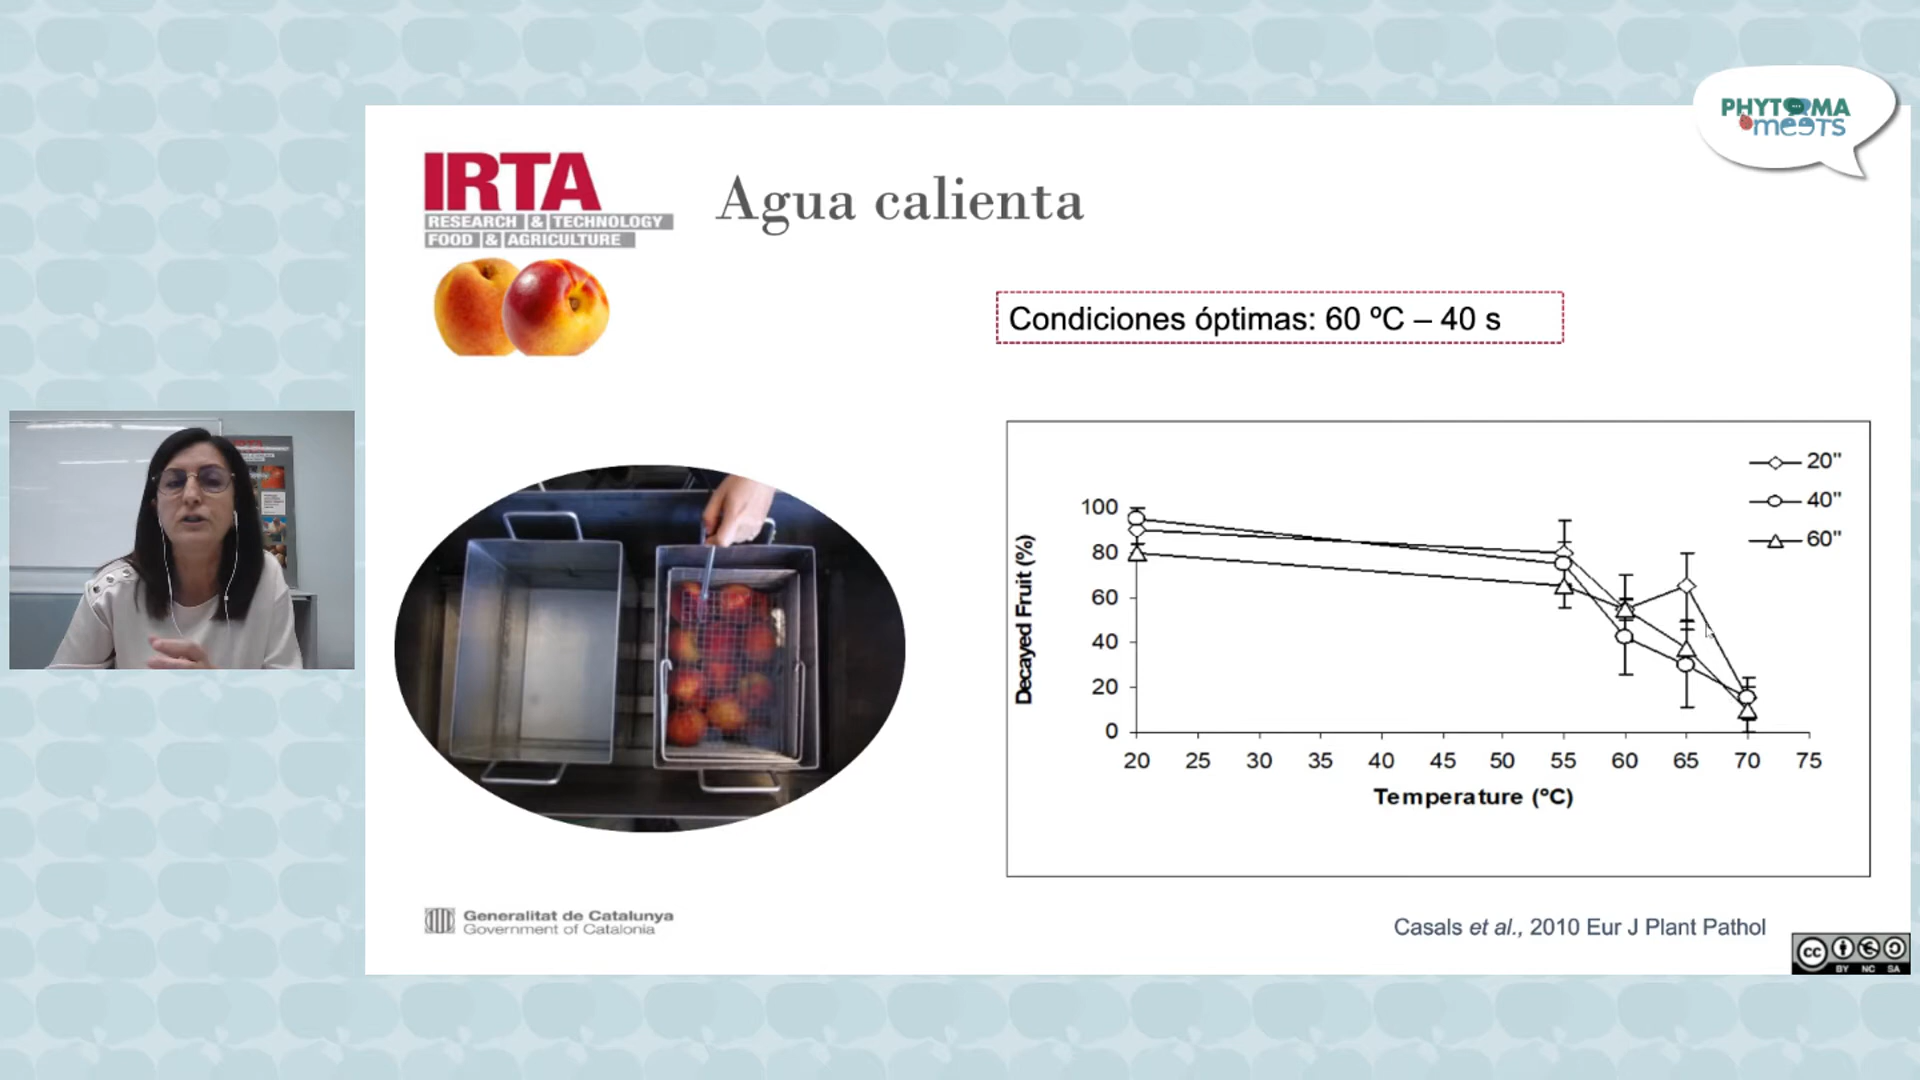 PHYTOMA
meeTS
IRTA
RESEARCH & TECHNOLOGY
FOOD & AGRICULTURE
Agua calienta
Condiciones óptimas: 60 ºC – 40 s
20"
40"
60"
100
80
60
40
20
0
Decayed Fruit (%)
20 25 30 35 40 45 50 55 60 65 70 75
Temperature (ºC)
Generalitat de Catalunya
Government of Catalonia
Casals et al., 2010 Eur J Plant Pathol
cc
BY NC SA